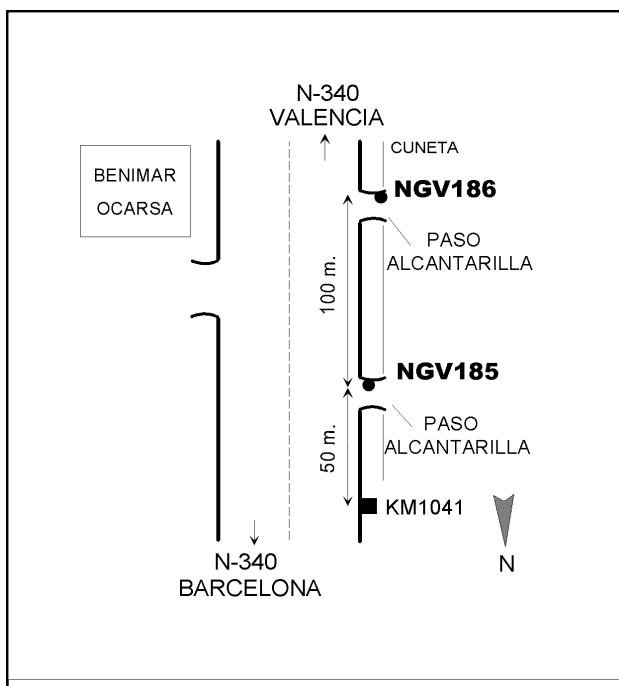 N-340
VALENCIA
CUNETA
BENIMAR
OCARSA
NGV186
PASO
ALCANTARILLA
100 m.
NGV185
PASO
ALCANTARILLA
50 m.
KM1041
N-340
BARCELONA
N